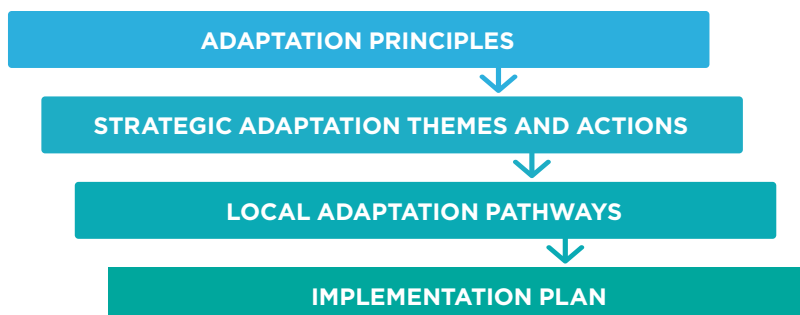 ADAPTATION PRINCIPLES
STRATEGIC ADAPTATION THEMES AND ACTIONS
LOCAL ADAPTATION PATHWAYS
IMPLEMENTATION PLAN